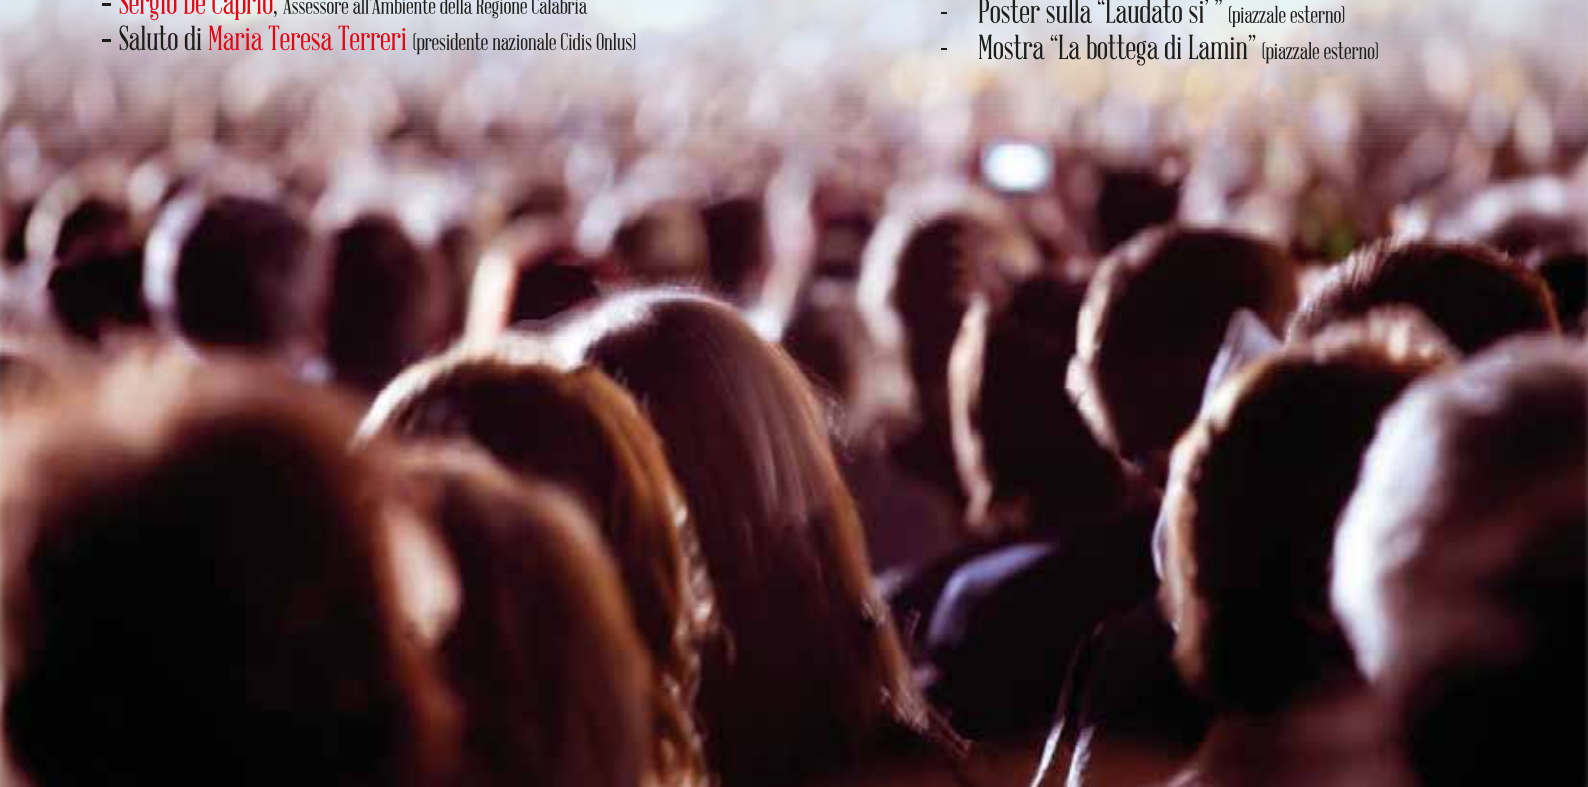 - Sergio De Caprio, Assessore all'Ambiente della Regione Calabria
- Saluto di Maria Teresa Terreri (presidente nazionale Cidis Onlus)
- Poster sulla “Laudato si’ ” (piazzale esterno)
- Mostra “La bottega di Lamin” (piazzale esterno)